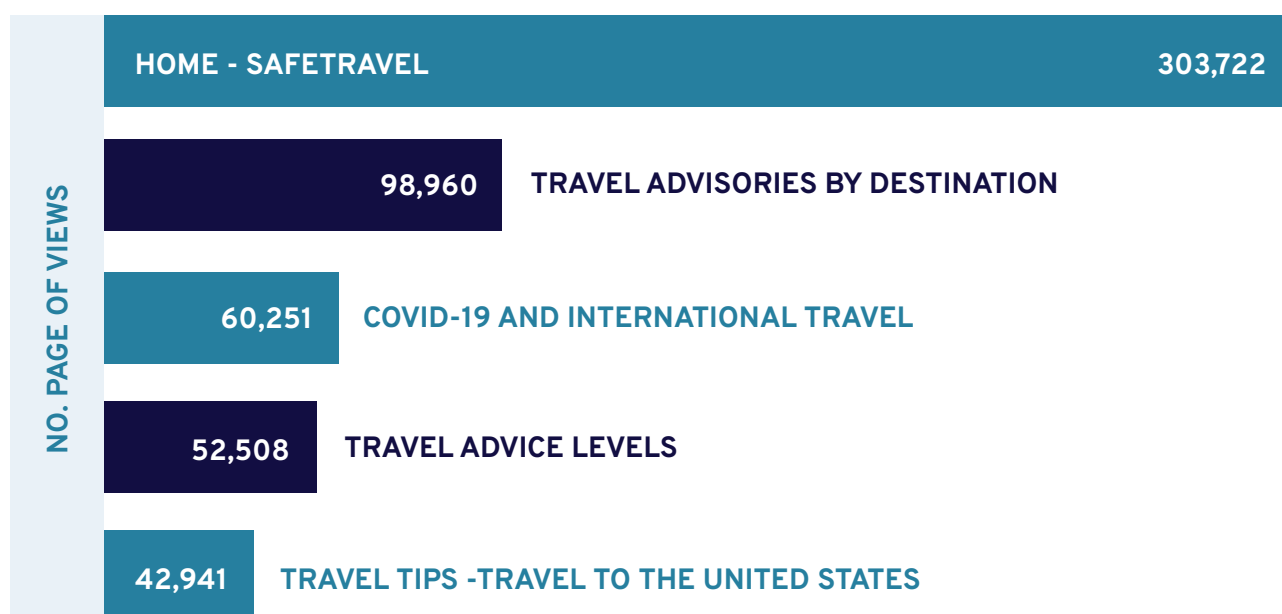 NO. PAGE OF VIEWS
HOME - SAFETRAVEL 303,722
98,960 TRAVEL ADVISORIES BY DESTINATION
60,251 COVID-19 AND INTERNATIONAL TRAVEL
52,508 TRAVEL ADVICE LEVELS
42,941 TRAVEL TIPS -TRAVEL TO THE UNITED STATES